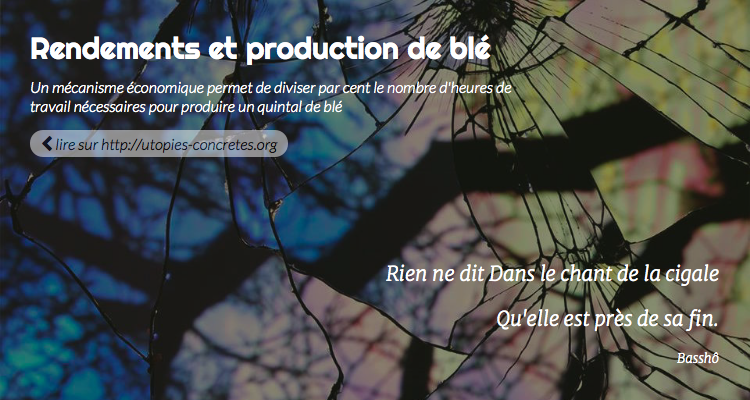 Rendements et production de blé
Un mécanisme économique permet de diviser par cent le nombre d'heures de
travail nécessaires pour produire un quintal de blé
lire sur http://utopies-concretes.org
Rien ne dit Dans le chant de la cigale
Qu'elle est près de sa fin.
Basshô